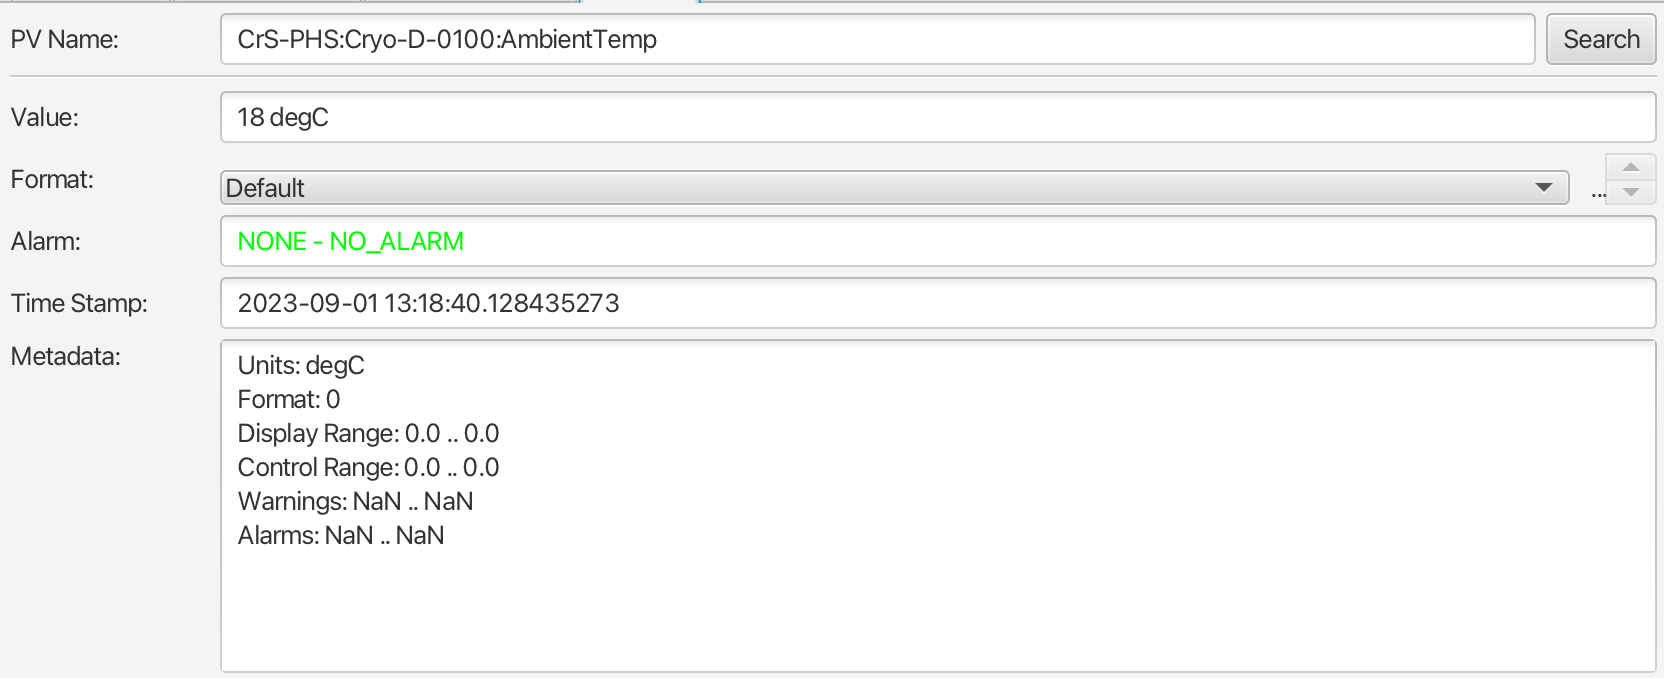 PV Name: CrS-PHS:Cryo-D-0100:AmbientTemp Search
Value: 18 degC
Format: Default ...
Alarm: NONE - NO_ALARM
Time Stamp: 2023-09-01 13:18:40.128435273
Metadata: Units: degC
Format: 0
Display Range: 0.0 .. 0.0
Control Range: 0.0 .. 0.0
Warnings: NaN .. NaN
Alarms: NaN .. NaN